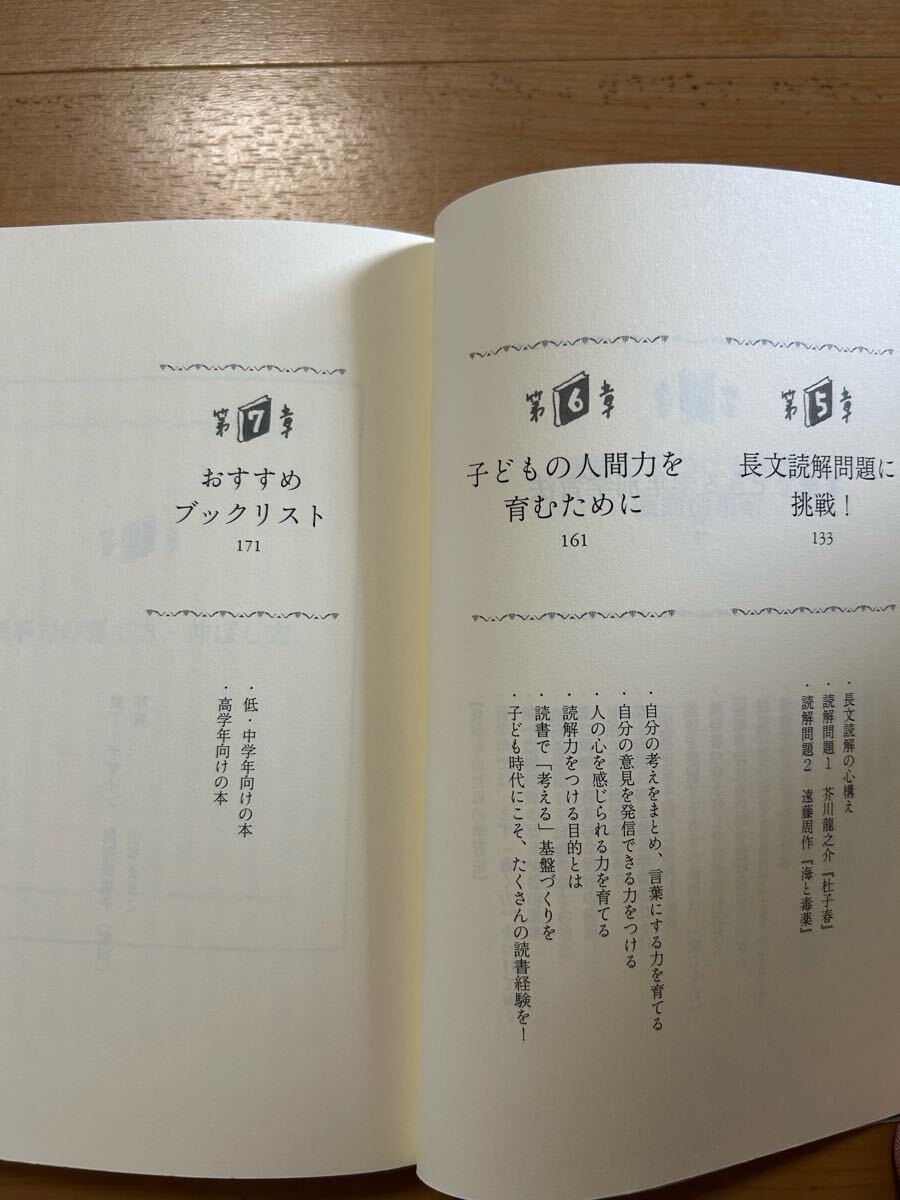 第5章
長文読解問題に
挑戦！
133
・長文読解の心構え
・読解問題1　芥川龍之介『杜子春』
・読解問題2　遠藤周作『海と毒薬』
第6章
子どもの人間力を
育むために
161
・自分の考えをまとめ、言葉にする力を育てる
・自分の意見を発信できる力をつける
・人の心を感じられる力を育てる
・読解力をつける目的とは
・読書で「考える」基盤づくりを
・子ども時代にこそ、たくさんの読書経験を！
第7章
おすすめ
ブックリスト
171
・低・中学年向けの本
・高学年向けの本